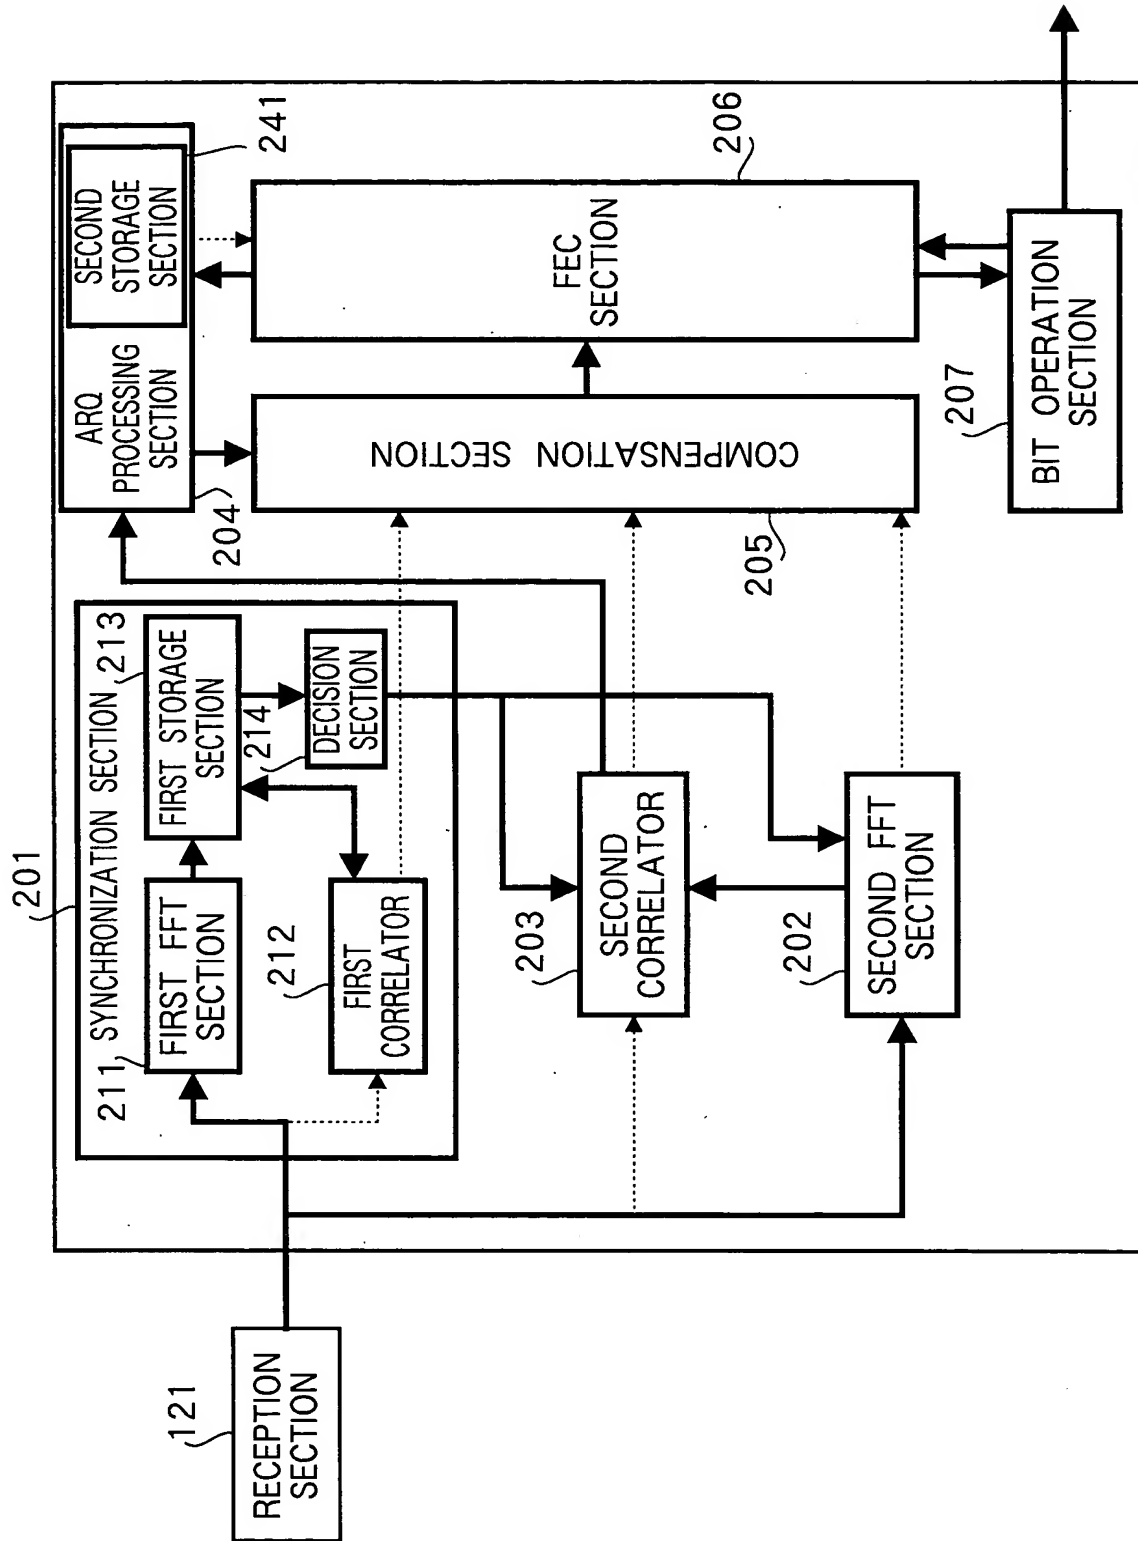 121
RECEPTION
SECTION
201
SYNCHRONIZATION SECTION
211
FIRST FFT
SECTION
213
FIRST STORAGE
SECTION
212
FIRST
CORRELATOR
214
DECISION
SECTION
203
SECOND
CORRELATOR
202
SECOND FFT
SECTION
204
ARQ
PROCESSING
SECTION
SECOND
STORAGE
SECTION
241
COMPENSATION SECTION
205
FEC
SECTION
206
207
BIT OPERATION
SECTION